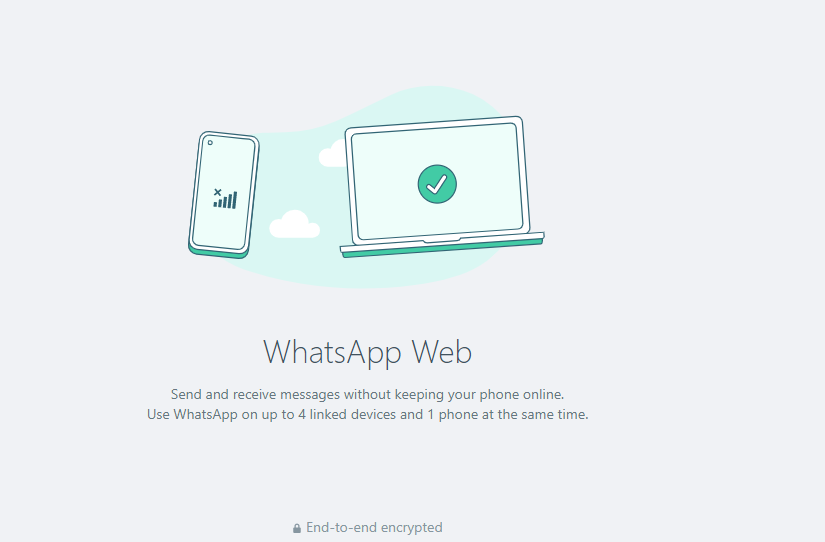 WhatsApp Web
Send and receive messages without keeping your phone online.
Use WhatsApp on up to 4 linked devices and 1 phone at the same time.
End-to-end encrypted